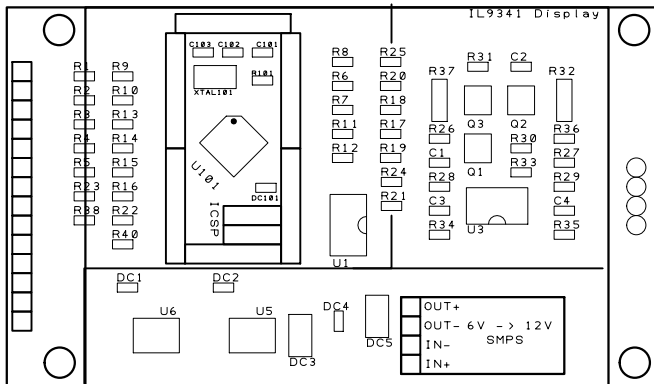 IL9341 Display
C103 C102 C101
R1 R9
R8 R25
R31 C2
R101
R37 R32
XTAL101
R2 R10
R6 R20
R3 R13
R7 R18
Q3 Q2
R4 R14
R11 R17
R26 R36
R30
R5 R15
R12 R19
C1 R27
Q1
R33
U101
R23 R16
R24
R28 R29
DC101
R38 R22
R21
ICSP
C3 C4
U3
R40
R34 R35
U1
DC1 DC2
U6 U5
DC4
DC3
DC5
OUT+
OUT- 6V -> 12V
SMPS
IN-
IN+